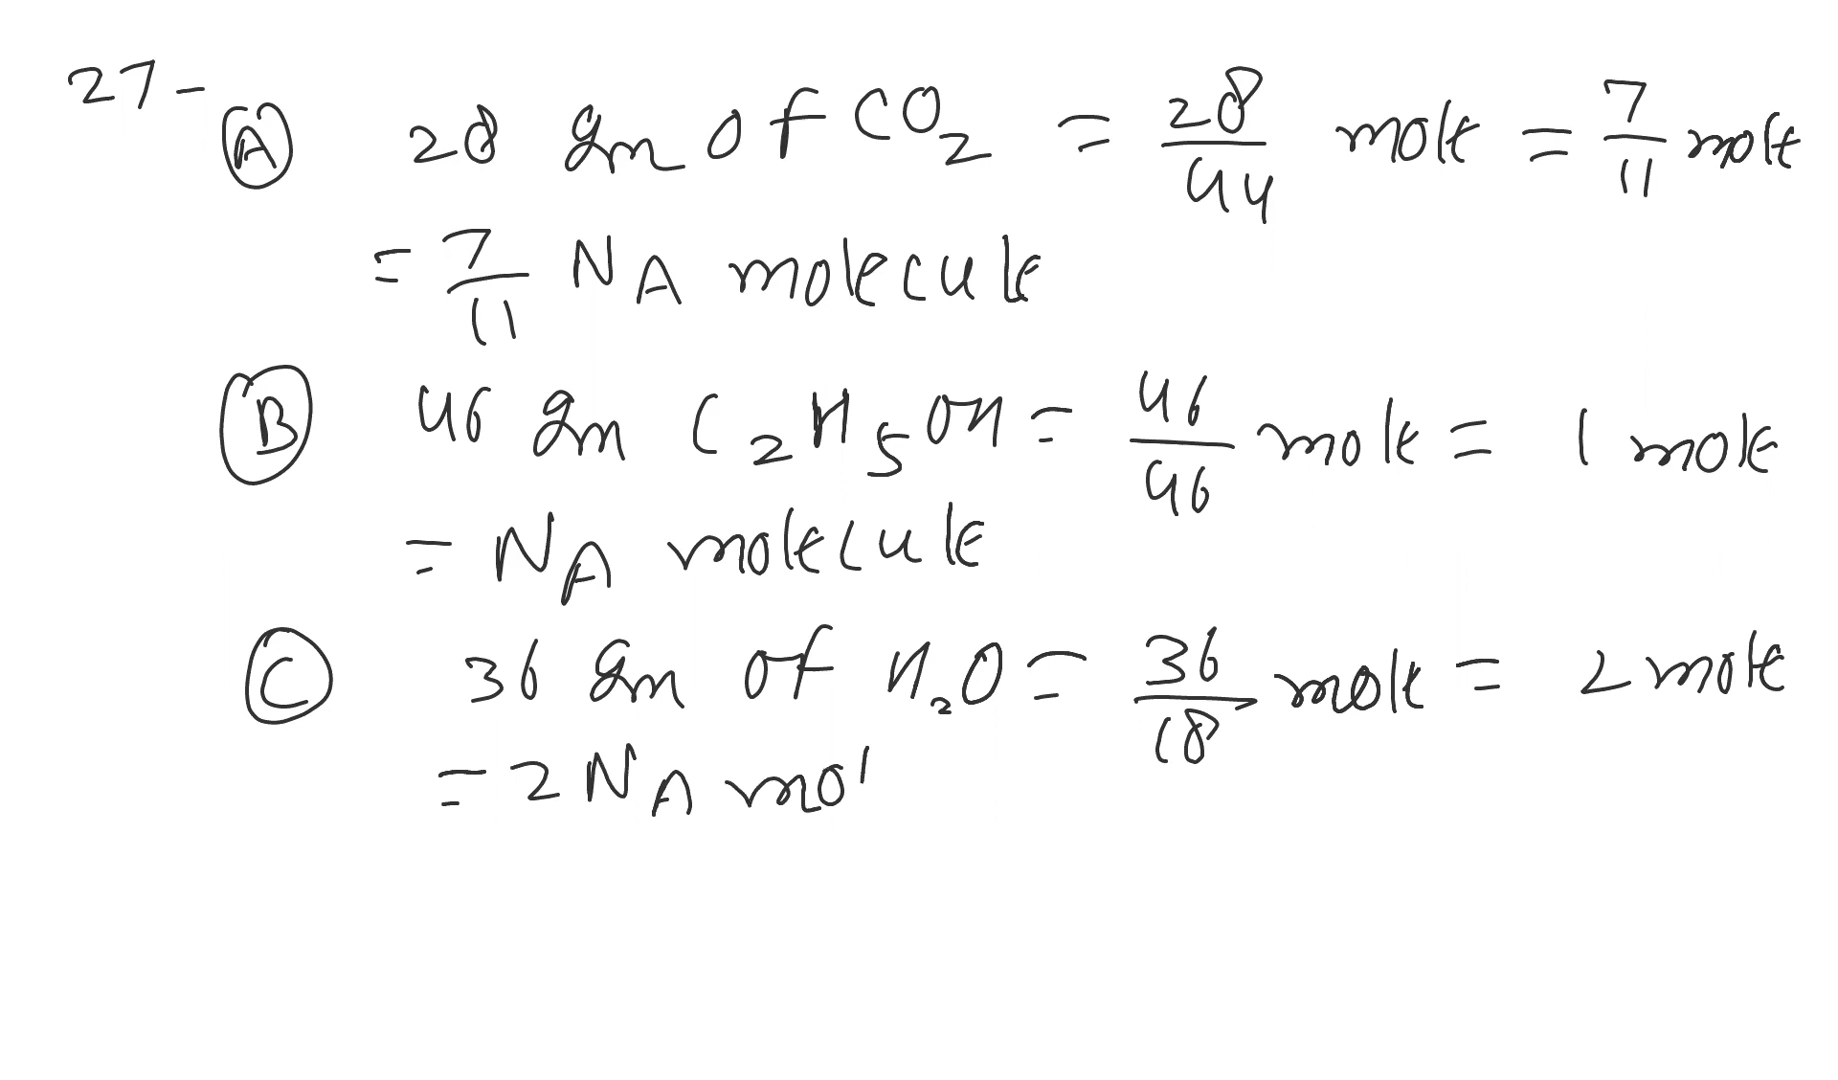 27-
(A) 28 gm of CO₂ = 28/44 mole = 7/11 mole
= 7/11 NA molecule
(B) 46 gm C₂H₅OH = 46/46 mole = 1 mole
= NA molecule
(C) 36 gm of H₂O = 36/18 mole = 2 mole
= 2 NA mol